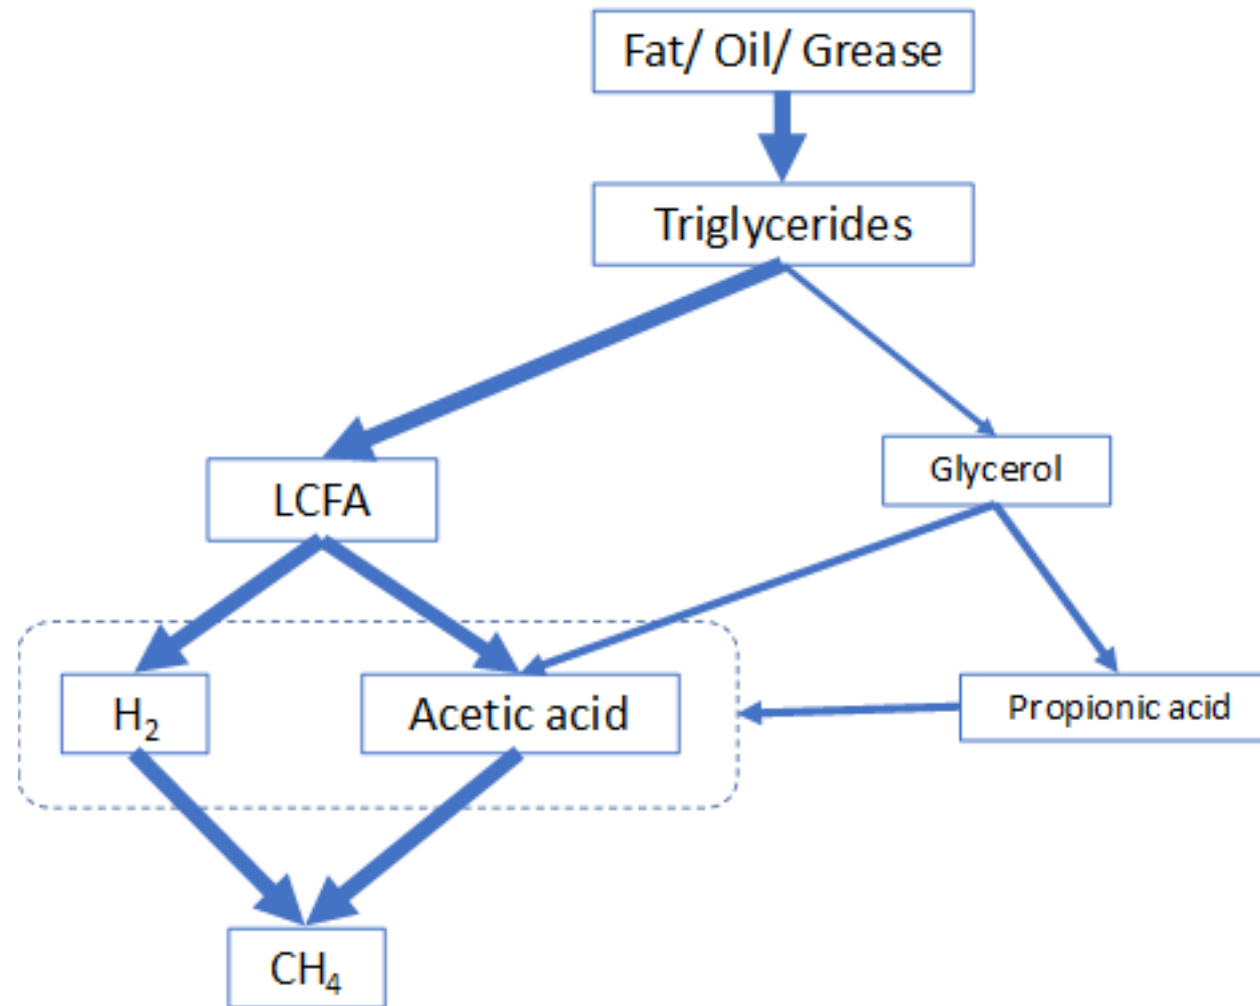 Fat/ Oil/ Grease
Triglycerides
Glycerol
LCFA
H₂
Acetic acid
Propionic acid
CH₄